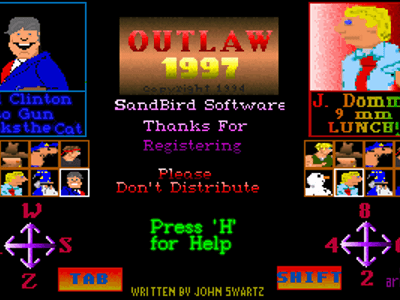 OUTLAW
1997
Copyright 1994
SandBird Software
Thanks For
Registering
Please
Don't Distribute
Press 'H'
for Help
WRITTEN BY JOHN SWARTZ
Clinton
Gun
the Cat
J. Domm
9 mm
LUNCH!
W
S
Z
8
4
2
TAB
SHIFT